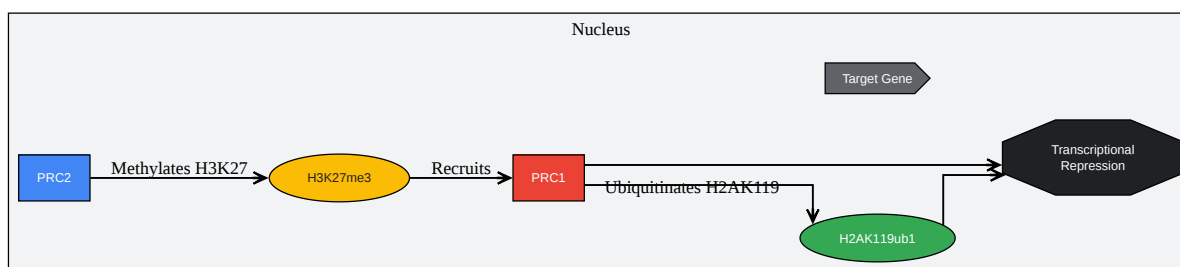 Nucleus
Target Gene
PRC2
Methylates H3K27
H3K27me3
Recruits
PRC1
Ubiquitinates H2AK119
H2AK119ub1
Transcriptional
Repression